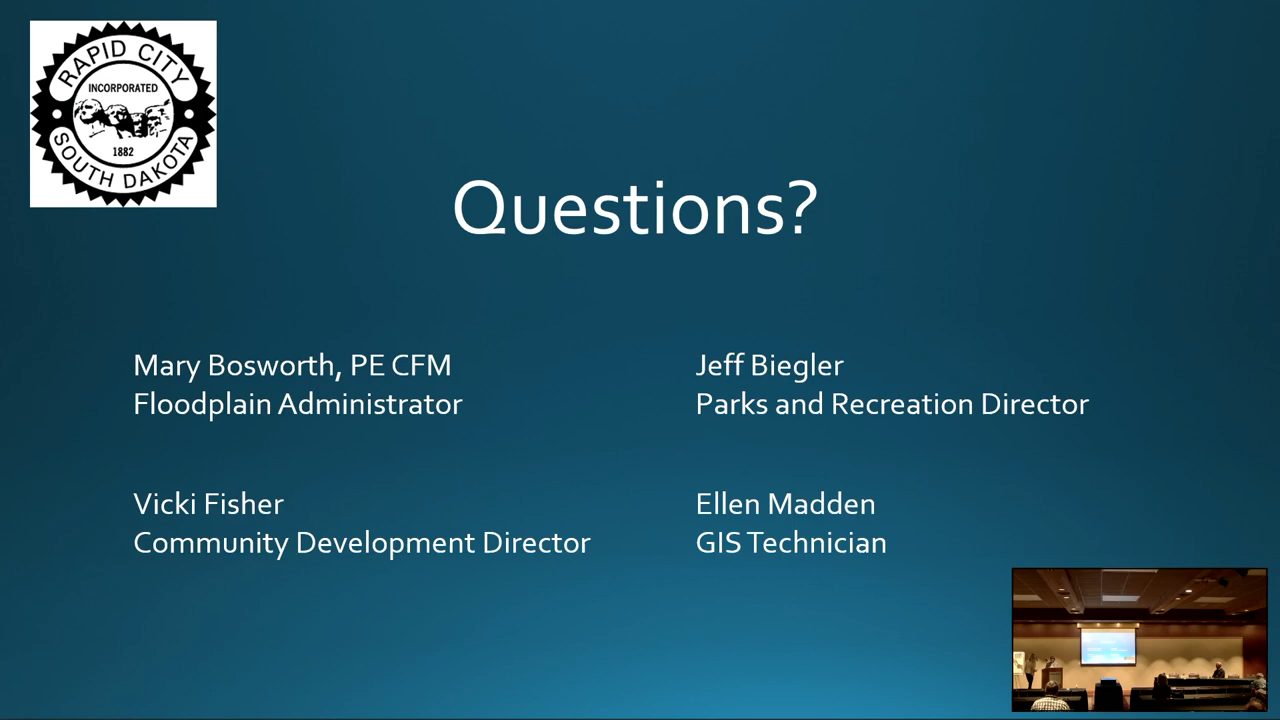 RAPID CITY
INCORPORATED
1882
SOUTH DAKOTA
Questions?
Mary Bosworth, PE CFM
Floodplain Administrator
Jeff Biegler
Parks and Recreation Director
Vicki Fisher
Community Development Director
Ellen Madden
GIS Technician